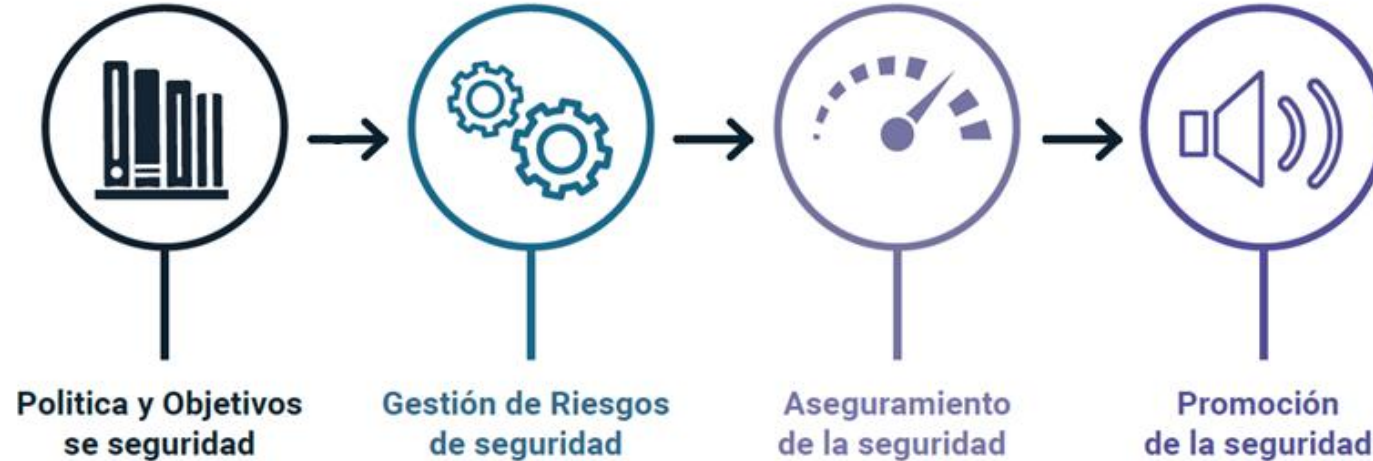 Politica y Objetivos
se seguridad
Gestión de Riesgos
de seguridad
Aseguramiento
de la seguridad
Promoción
de la seguridad